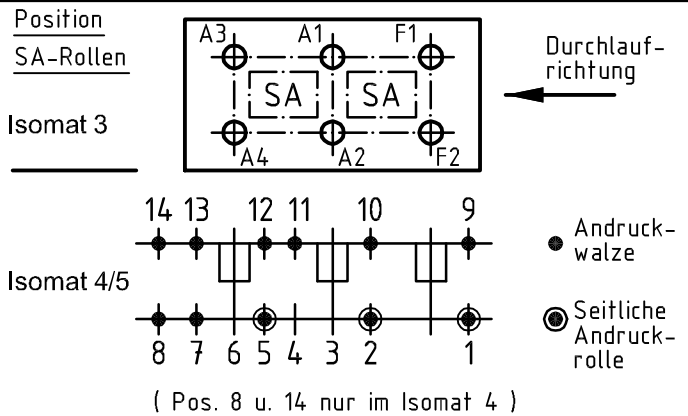 Position
SA-Rollen
Isomat 3
A3 A1 F1
SA SA
A4 A2 F2
Durchlauf-
richtung
14 13 12 11 10 9
Isomat 4/5
8 7 6 5 4 3 2 1
Andruck-
walze
Seitliche
Andruck-
rolle
( Pos. 8 u. 14 nur im Isomat 4 )